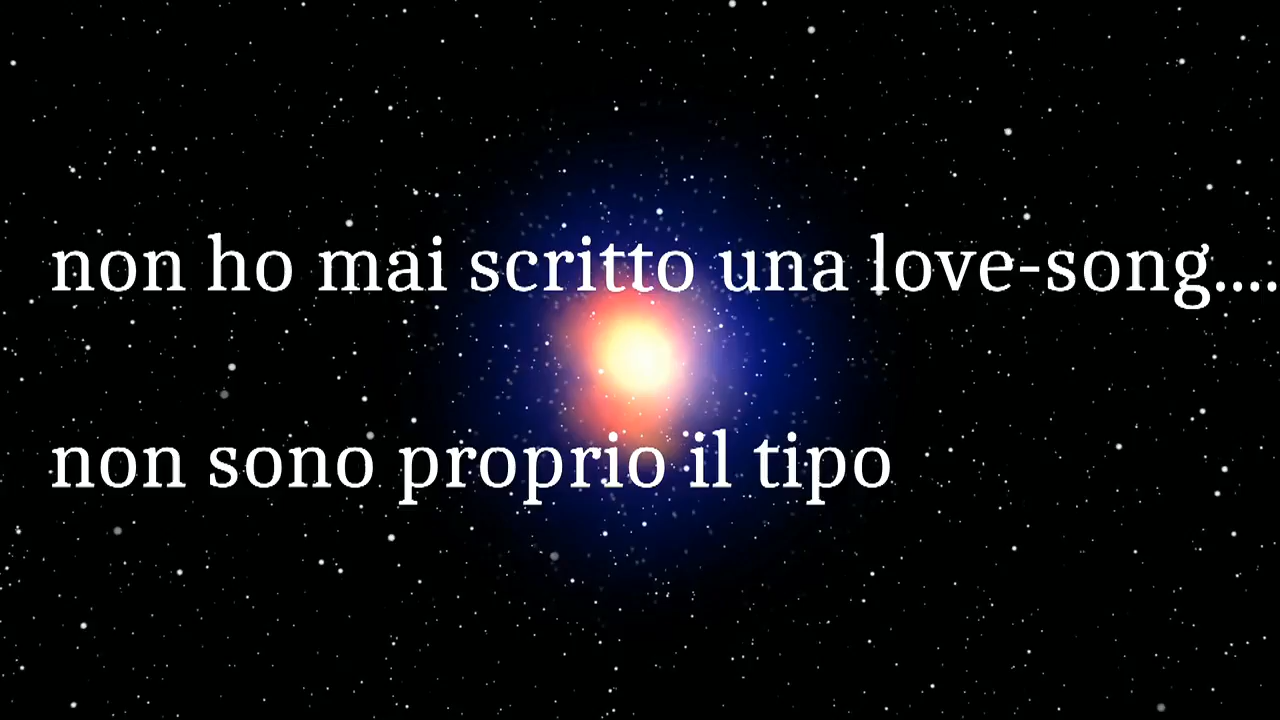 non ho mai scritto una love-song....
non sono proprio il tipo